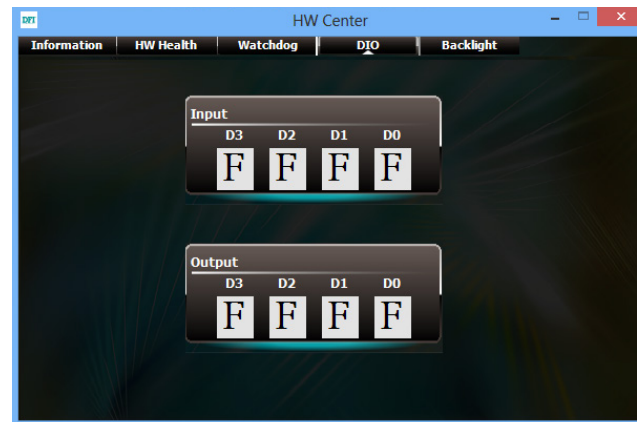 DFI HW Center
Information HW Health Watchdog DIO Backlight
Input
D3 D2 D1 D0
F F F F
Output
D3 D2 D1 D0
F F F F